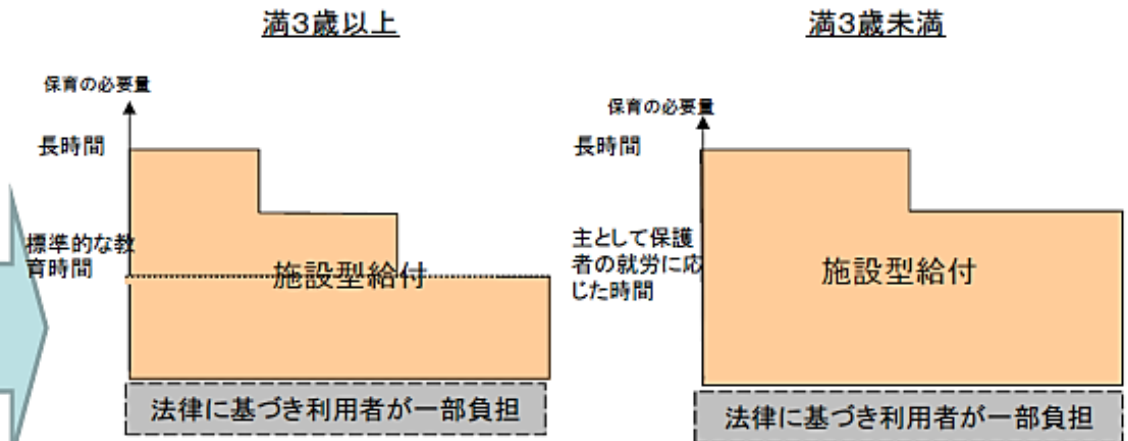 満3歳以上
保育の必要量
長時間
標準的な教
育時間
施設型給付
法律に基づき利用者が一部負担
満3歳未満
保育の必要量
長時間
主として保護
者の就労に応
じた時間
施設型給付
法律に基づき利用者が一部負担